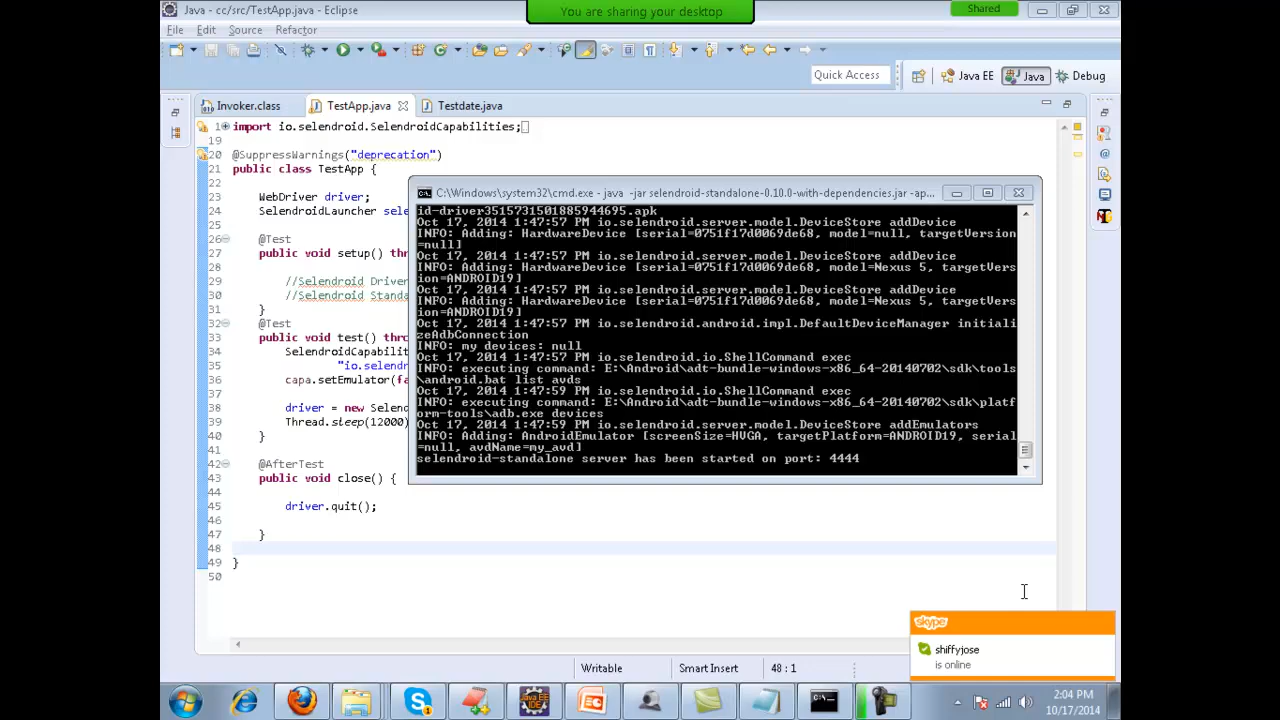 Java - cc/src/TestApp.java - Eclipse
You are sharing your desktop
Shared
File Edit Source Refactor
Quick Access
Java EE
Java
Debug
Invoker.class
TestApp.java
Testdate.java
1 import io.selendroid.SelendroidCapabilities;
19
20 @SuppressWarnings("deprecation")
21 public class TestApp {
22
23 WebDriver driver;
24 SelendroidLauncher sele
25
26 @Test
27 public void setup() thr
28
29 //Selendroid Driver
30 //Selendroid Standa
31 }
32 @Test
33 public void test() thro
34 SelendroidCapabilit
35 "io.selendr
36 capa.setEmulator(fa
37
38 driver = new Selend
39 Thread.sleep(12000)
40 }
41
42 @AfterTest
43 public void close() {
44
45 driver.quit();
46
47 }
48
49 }
50
C:\Windows\system32\cmd.exe - java -jar selendroid-standalone-0.10.0-with-dependencies.jar -ap...
id-driver3515731501885944695.apk
Oct 17, 2014 1:47:57 PM io.selendroid.server.model.DeviceStore addDevice
INFO: Adding: HardwareDevice [serial=0751f17d0069de68, model=null, targetVersion
=null]
Oct 17, 2014 1:47:57 PM io.selendroid.server.model.DeviceStore addDevice
INFO: Adding: HardwareDevice [serial=0751f17d0069de68, model=Nexus 5, targetVers
ion=ANDROID19]
Oct 17, 2014 1:47:57 PM io.selendroid.server.model.DeviceStore addDevice
INFO: Adding: HardwareDevice [serial=0751f17d0069de68, model=Nexus 5, targetVers
ion=ANDROID19]
Oct 17, 2014 1:47:57 PM io.selendroid.android.impl.DefaultDeviceManager initiali
zeAdbConnection
INFO: my devices: null
Oct 17, 2014 1:47:57 PM io.selendroid.io.ShellCommand exec
INFO: executing command: E:\Android\adt-bundle-windows-x86_64-20140702\sdk\tools
\android.bat list avds
Oct 17, 2014 1:47:59 PM io.selendroid.io.ShellCommand exec
INFO: executing command: E:\Android\adt-bundle-windows-x86_64-20140702\sdk\platf
orm-tools\adb.exe devices
Oct 17, 2014 1:47:59 PM io.selendroid.server.model.DeviceStore addEmulators
INFO: Adding: AndroidEmulator [screenSize=HVGA, targetPlatform=ANDROID19, serial
=null, avdName=my_avd]
selendroid-standalone server has been started on port: 4444
skype
shiffyjose
is online
Writable
Smart Insert
48 : 1
2:04 PM
10/17/2014